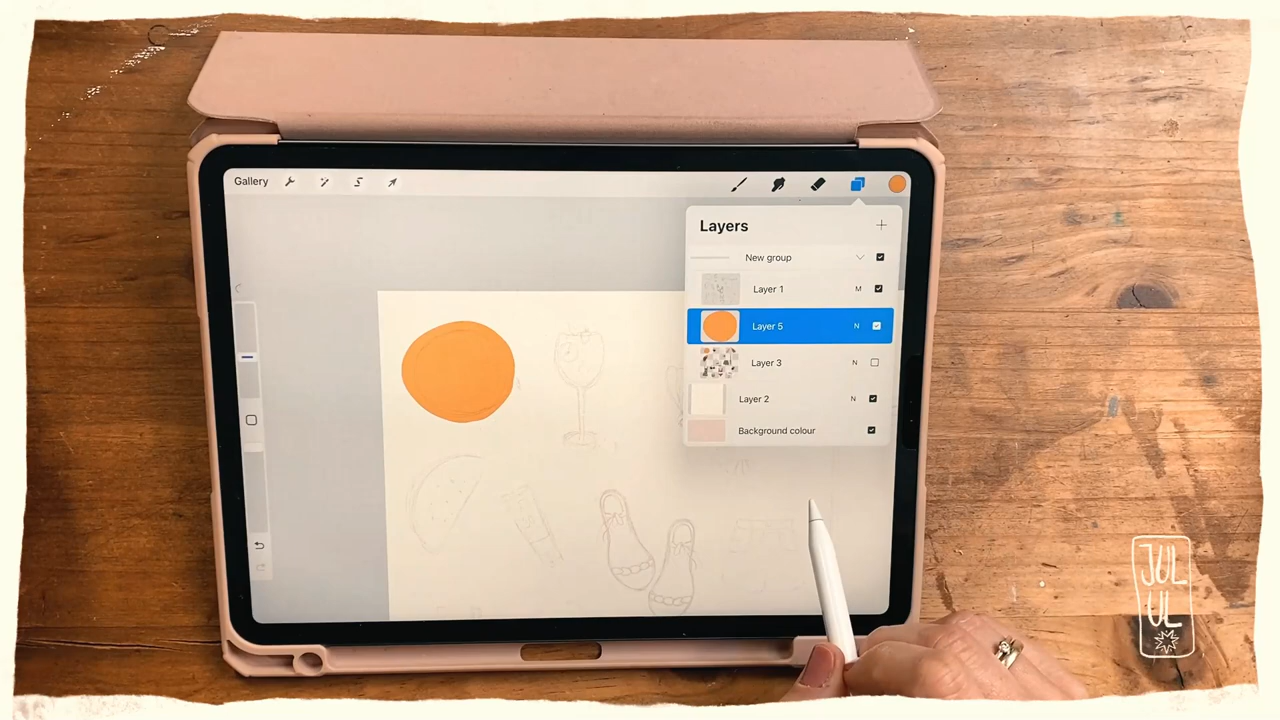 Gallery
Layers
New group
Layer 1 M
Layer 5 N
Layer 3 N
Layer 2 N
Background colour
JUL
UL